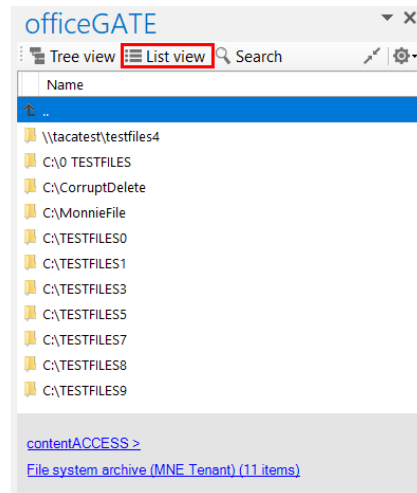 officeGATE
Tree view List view Search
Name
..
\\tacatest\testfiles4
C:\0 TESTFILES
C:\CorruptDelete
C:\MonnieFile
C:\TESTFILES0
C:\TESTFILES1
C:\TESTFILES3
C:\TESTFILES5
C:\TESTFILES7
C:\TESTFILES8
C:\TESTFILES9
contentACCESS >
File system archive (MNE Tenant) (11 items)